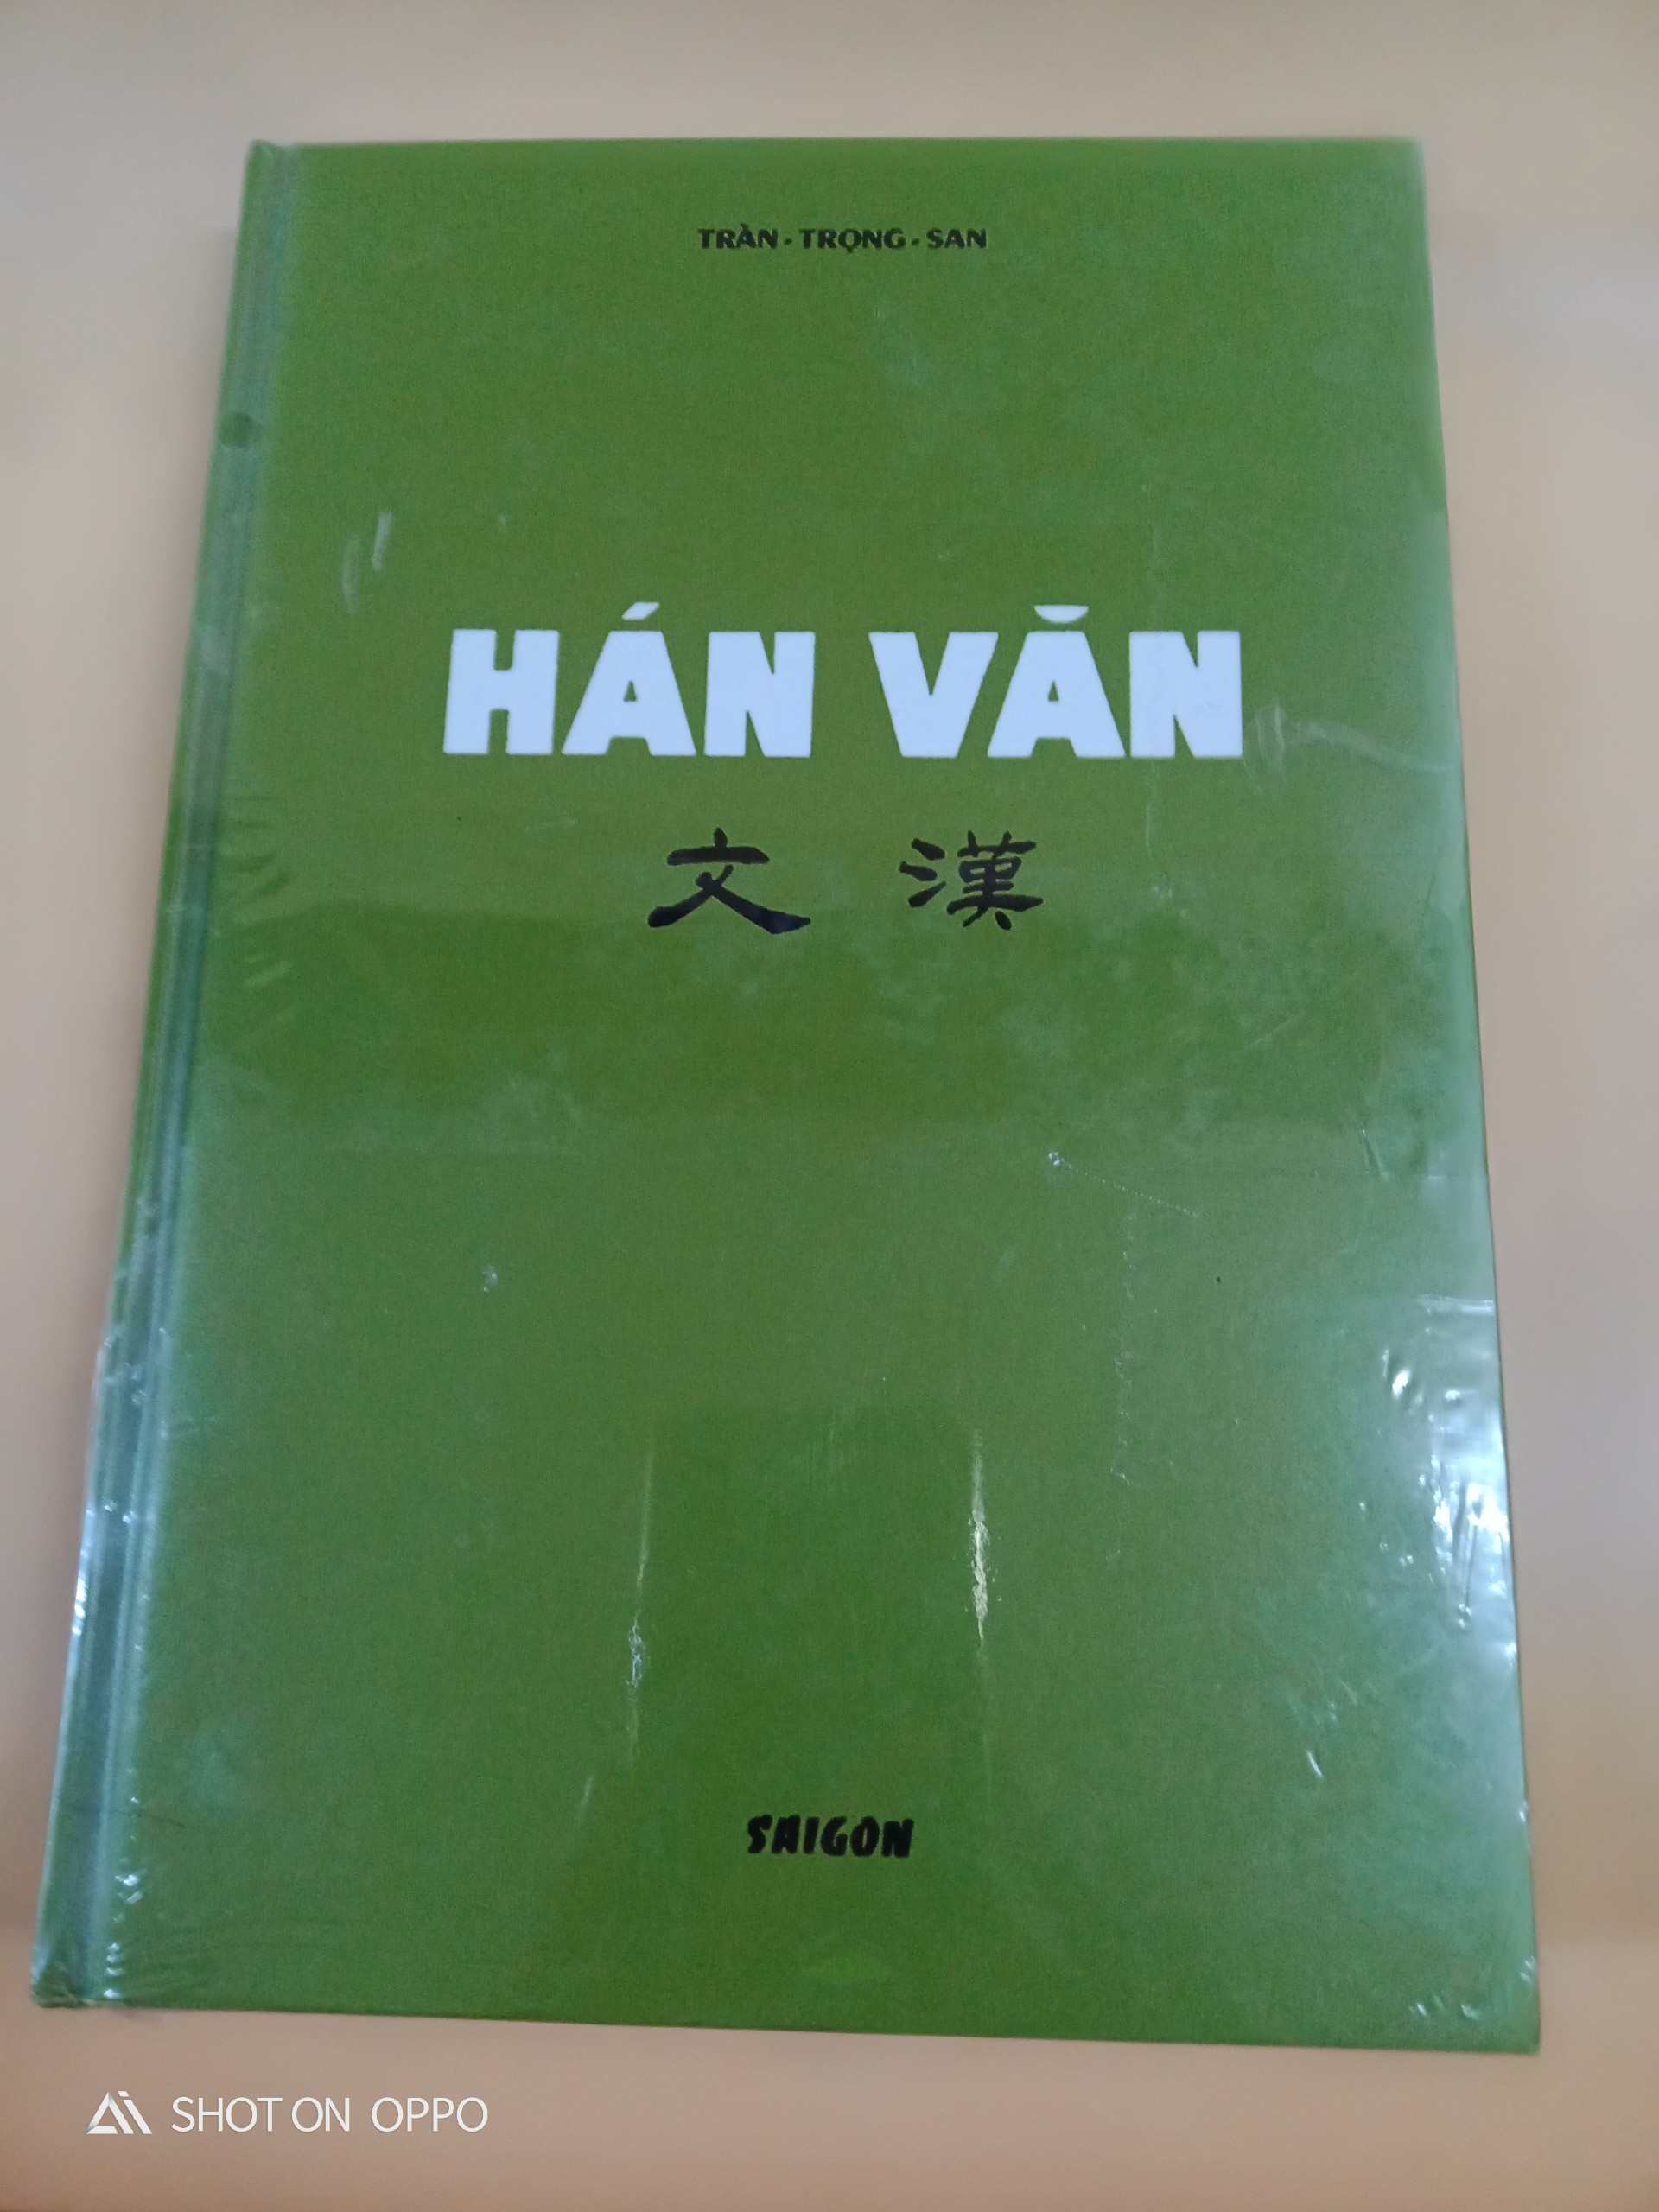 TRẦN - TRỌNG - SAN
HÁN VĂN
文 漢
SAIGON
SHOT ON OPPO